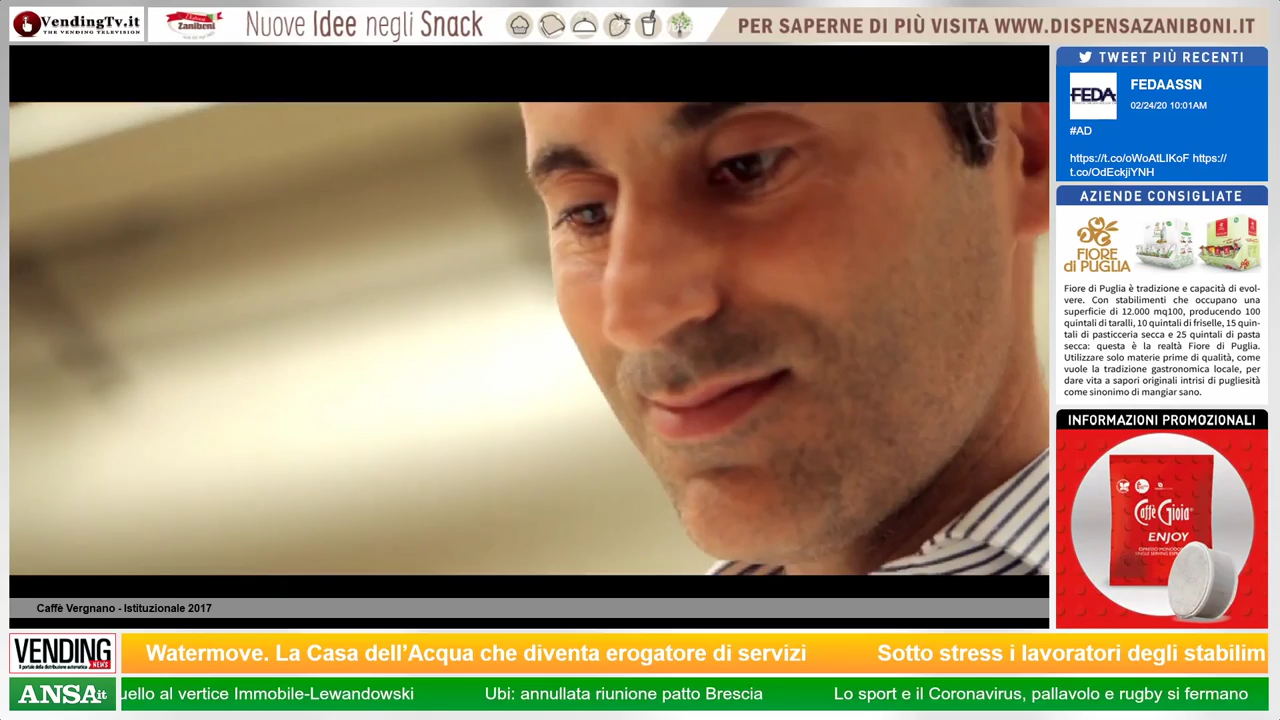 VendingTv.it
THE VENDING TELEVISION
Zaniboni
Nuove Idee negli Snack
PER SAPERNE DI PIÙ VISITA WWW.DISPENSAZANIBONI.IT
TWEET PIÙ RECENTI
FEDA
FEDAASSN
02/24/20 10:01AM
#AD
https://t.co/oWoAtLIKoF https://
t.co/OdEckjiYNH
AZIENDE CONSIGLIATE
FIORE
di PUGLIA
Fiore di Puglia è tradizione e capacità di evol-
vere. Con stabilimenti che occupano una
superficie di 12.000 mq100, producendo 100
quintali di taralli, 10 quintali di friselle, 15 quin-
tali di pasticceria secca e 25 quintali di pasta
secca: questa è la realtà Fiore di Puglia.
Utilizzare solo materie prime di qualità, come
vuole la tradizione gastronomica locale, per
dare vita a sapori originali intrisi di pugliesità
come sinonimo di mangiar sano.
INFORMAZIONI PROMOZIONALI
Caffè Gioia
ENJOY
Caffè Vergnano - Istituzionale 2017
VENDING
NEWS
Il portale della distribuzione automatica
Watermove. La Casa dell'Acqua che diventa erogatore di servizi
Sotto stress i lavoratori degli stabilim
ANSA.it
uello al vertice Immobile-Lewandowski
Ubi: annullata riunione patto Brescia
Lo sport e il Coronavirus, pallavolo e rugby si fermano